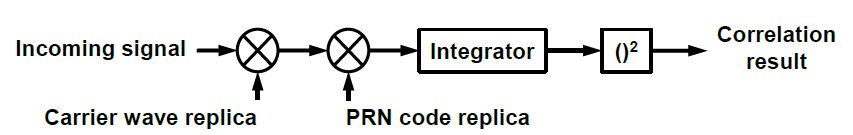 Incoming signal
Integrator
()²
Correlation
result
Carrier wave replica
PRN code replica